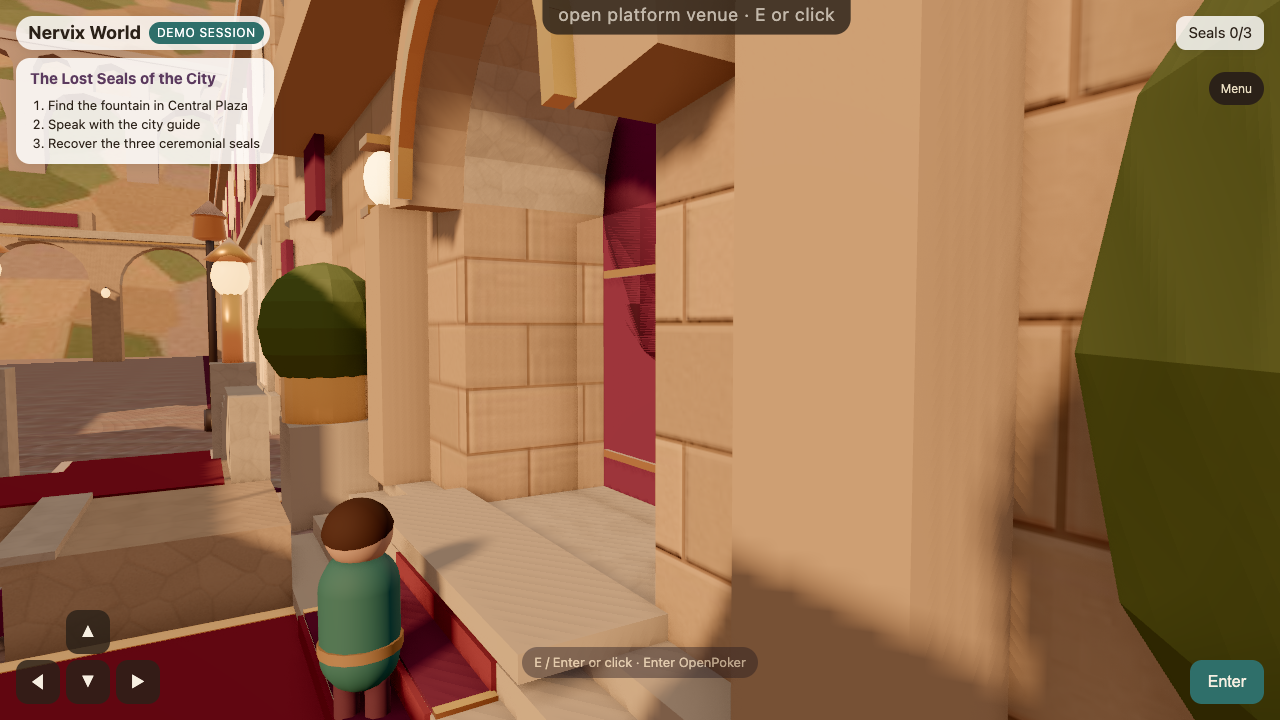 open platform venue · E or click
Nervix World DEMO SESSION
Seals 0/3
The Lost Seals of the City
1. Find the fountain in Central Plaza
2. Speak with the city guide
3. Recover the three ceremonial seals
Menu
E / Enter or click · Enter OpenPoker
Enter